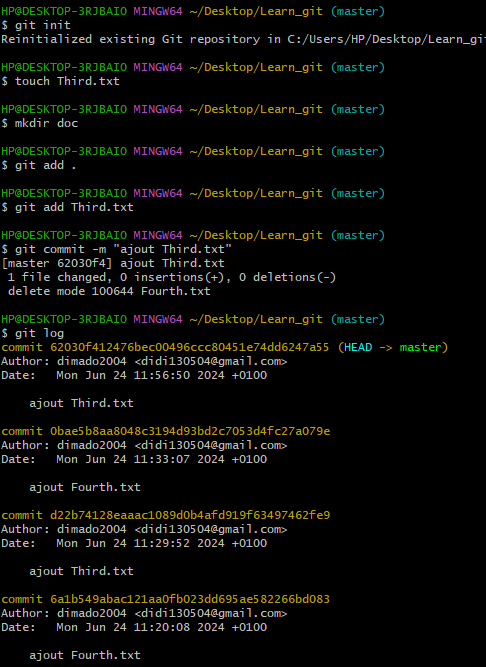 HP@DESKTOP-3RJBAIO MINGW64 ~/Desktop/Learn_git (master)
$ git init
Reinitialized existing Git repository in C:/Users/HP/Desktop/Learn_git
HP@DESKTOP-3RJBAIO MINGW64 ~/Desktop/Learn_git (master)
$ touch Third.txt
HP@DESKTOP-3RJBAIO MINGW64 ~/Desktop/Learn_git (master)
$ mkdir doc
HP@DESKTOP-3RJBAIO MINGW64 ~/Desktop/Learn_git (master)
$ git add .
HP@DESKTOP-3RJBAIO MINGW64 ~/Desktop/Learn_git (master)
$ git add Third.txt
HP@DESKTOP-3RJBAIO MINGW64 ~/Desktop/Learn_git (master)
$ git commit -m "ajout Third.txt"
[master 62030f4] ajout Third.txt
1 file changed, 0 insertions(+), 0 deletions(-)
delete mode 100644 Fourth.txt
HP@DESKTOP-3RJBAIO MINGW64 ~/Desktop/Learn_git (master)
$ git log
commit 62030f412476bec00496ccc80451e74dd6247a55 (HEAD -> master)
Author: dimado2004 <didi130504@gmail.com>
Date:   Mon Jun 24 11:56:50 2024 +0100
ajout Third.txt
commit 0bae5b8aa8048c3194d93bd2c7053d4fc27a079e
Author: dimado2004 <didi130504@gmail.com>
Date:   Mon Jun 24 11:33:07 2024 +0100
ajout Fourth.txt
commit d22b74128eaaac1089d0b4afd919f63497462fe9
Author: dimado2004 <didi130504@gmail.com>
Date:   Mon Jun 24 11:29:52 2024 +0100
ajout Third.txt
commit 6a1b549abac121aa0fb023dd695ae582266bd083
Author: dimado2004 <didi130504@gmail.com>
Date:   Mon Jun 24 11:20:08 2024 +0100
ajout Fourth.txt